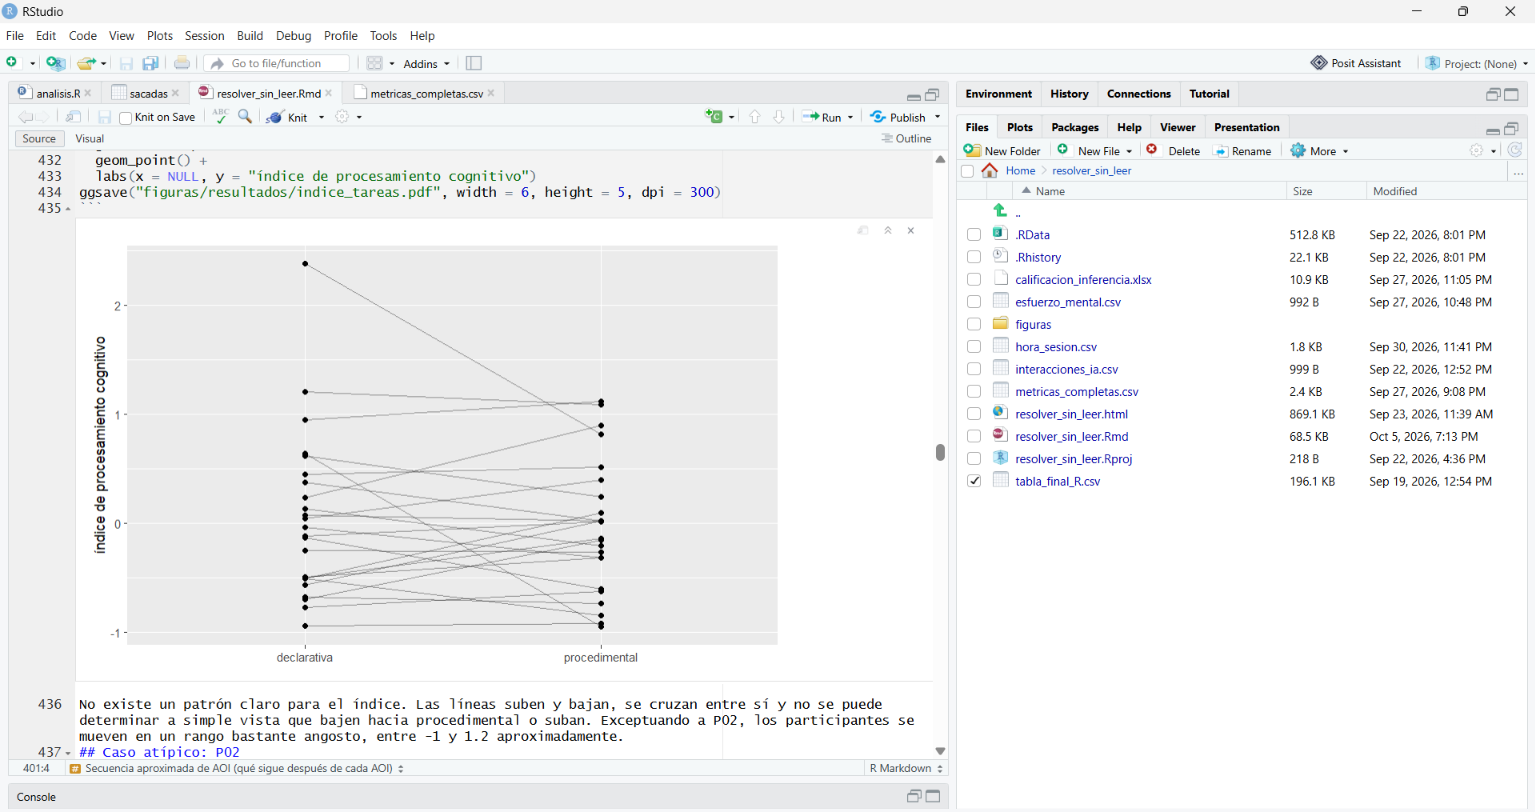 RStudio
File Edit Code View Plots Session Build Debug Profile Tools Help
Go to file/function Addins Posit Assistant Project: (None)
analisis.R sacadas resolver_sin_leer.Rmd metricas_completas.csv
Knit on Save ABC Knit Run Publish
Source Visual Outline
432 geom_point() +
433 labs(x = NULL, y = "índice de procesamiento cognitivo")
434 ggsave("figuras/resultados/indice_tareas.pdf", width = 6, height = 5, dpi = 300)
435 ```
índice de procesamiento cognitivo
2
1
0
-1
declarativa procedimental
436 No existe un patrón claro para el índice. Las líneas suben y bajan, se cruzan entre sí y no se puede
determinar a simple vista que bajen hacia procedimental o suban. Exceptuando a P02, los participantes se
mueven en un rango bastante angosto, entre -1 y 1.2 aproximadamente.
437 ## Caso atípico: P02
401:4 # Secuencia aproximada de AOI (qué sigue después de cada AOI) R Markdown
Console
Environment History Connections Tutorial
Files Plots Packages Help Viewer Presentation
New Folder New File Delete Rename More
Home resolver_sin_leer ...
Name Size Modified
..
.RData 512.8 KB Sep 22, 2026, 8:01 PM
.Rhistory 22.1 KB Sep 22, 2026, 8:01 PM
calificacion_inferencia.xlsx 10.9 KB Sep 27, 2026, 11:05 PM
esfuerzo_mental.csv 992 B Sep 27, 2026, 10:48 PM
figuras
hora_sesion.csv 1.8 KB Sep 30, 2026, 11:41 PM
interacciones_ia.csv 999 B Sep 22, 2026, 12:52 PM
metricas_completas.csv 2.4 KB Sep 27, 2026, 9:08 PM
resolver_sin_leer.html 869.1 KB Sep 23, 2026, 11:39 AM
resolver_sin_leer.Rmd 68.5 KB Oct 5, 2026, 7:13 PM
resolver_sin_leer.Rproj 218 B Sep 22, 2026, 4:36 PM
tabla_final_R.csv 196.1 KB Sep 19, 2026, 12:54 PM